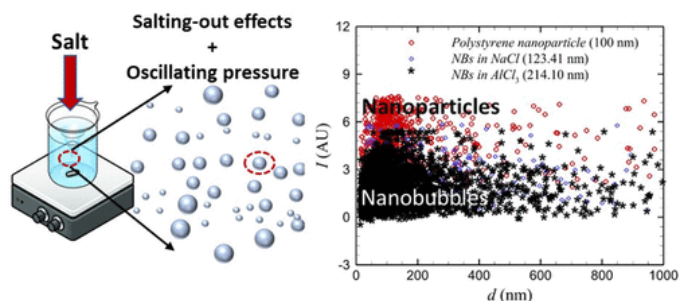 Salting-out effects
+
Oscillating pressure
Salt
12
9
6
3
0
-3
I (AU)
Polystyrene nanoparticle (100 nm)
NBs in NaCl (123.41 nm)
NBs in AlCl₃ (214.10 nm)
Nanoparticles
Nanobubbles
0 200 400 600 800 1000
d (nm)